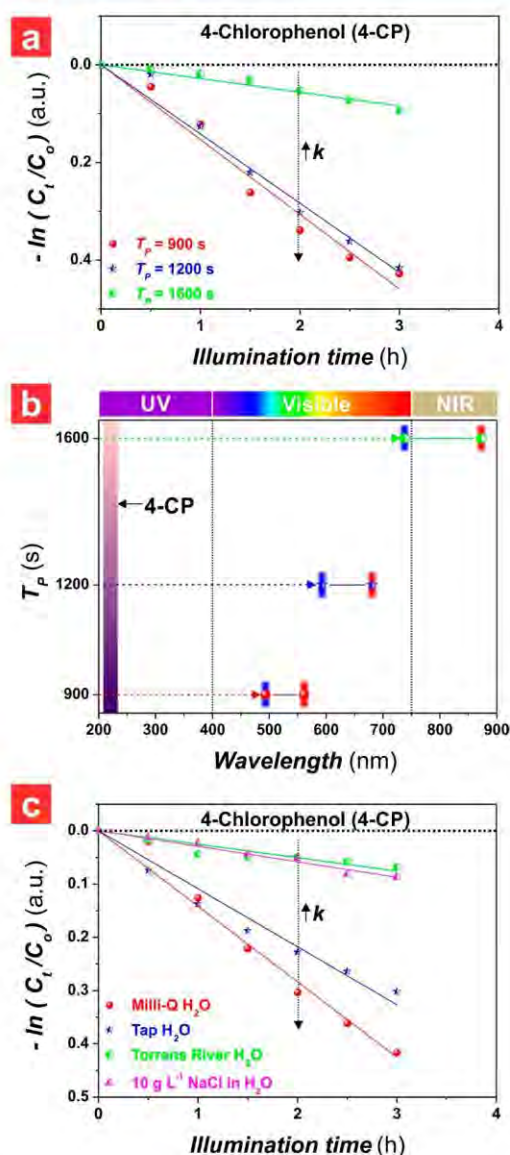 a
4-Chlorophenol (4-CP)
0.0
0.2
0.4
- ln ( Ct /Co ) (a.u.)
↑k
TP = 900 s
TP = 1200 s
TP = 1600 s
0 1 2 3 4
Illumination time (h)
b
UV Visible NIR
1600
1200
900
TP (s)
4-CP
200 300 400 500 600 700 800 900
Wavelength (nm)
c
4-Chlorophenol (4-CP)
0.0
0.1
0.2
0.3
0.4
0.5
- ln ( Ct /Co ) (a.u.)
↑k
Milli-Q H2O
Tap H2O
Torrens River H2O
10 g L-1 NaCl in H2O
0 1 2 3 4
Illumination time (h)